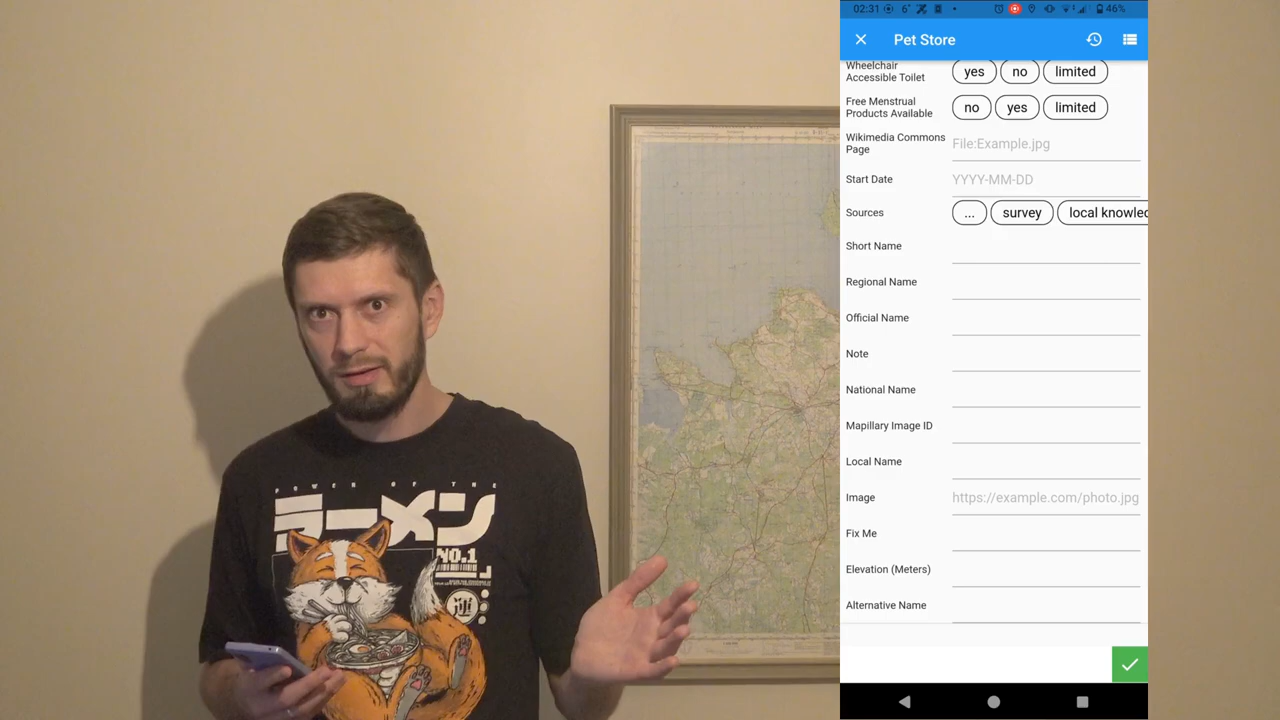 POWER OF THE
ラーメン
NO.1
02:31 6° 46%
Pet Store
Wheelchair
Accessible Toilet
yes no limited
Free Menstrual
Products Available
no yes limited
Wikimedia Commons
Page
File:Example.jpg
Start Date YYYY-MM-DD
Sources ... survey local knowled
Short Name
Regional Name
Official Name
Note
National Name
Mapillary Image ID
Local Name
Image https://example.com/photo.jpg
Fix Me
Elevation (Meters)
Alternative Name